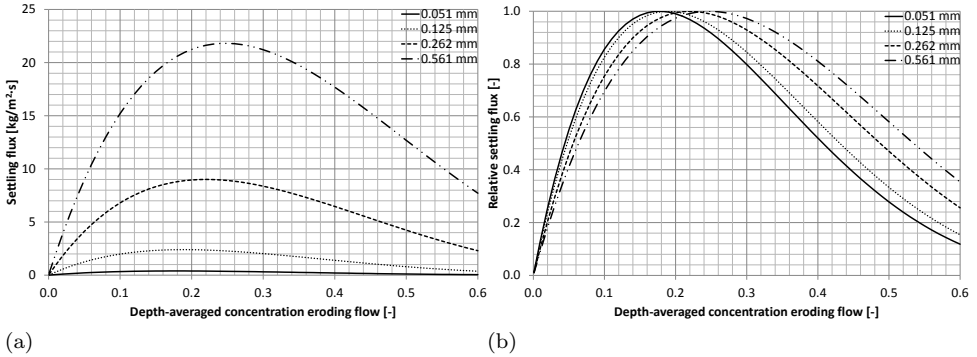 25
20
15
10
5
0
Settling flux [kg/m²·s]
0.051 mm
0.125 mm
0.262 mm
0.561 mm
0.0 0.1 0.2 0.3 0.4 0.5 0.6
Depth-averaged concentration eroding flow [-]
(a)
1.0
0.8
0.6
0.4
0.2
0.0
Relative settling flux [-]
0.051 mm
0.125 mm
0.262 mm
0.561 mm
0.0 0.1 0.2 0.3 0.4 0.5 0.6
Depth-averaged concentration eroding flow [-]
(b)